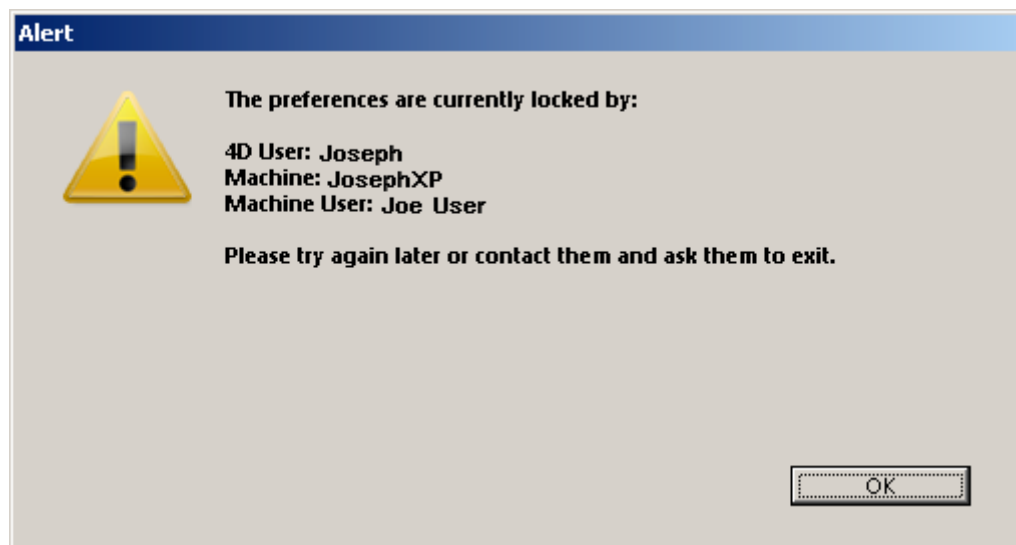 Alert
The preferences are currently locked by:
4D User: Joseph
Machine: JosephXP
Machine User: Joe User
Please try again later or contact them and ask them to exit.
OK